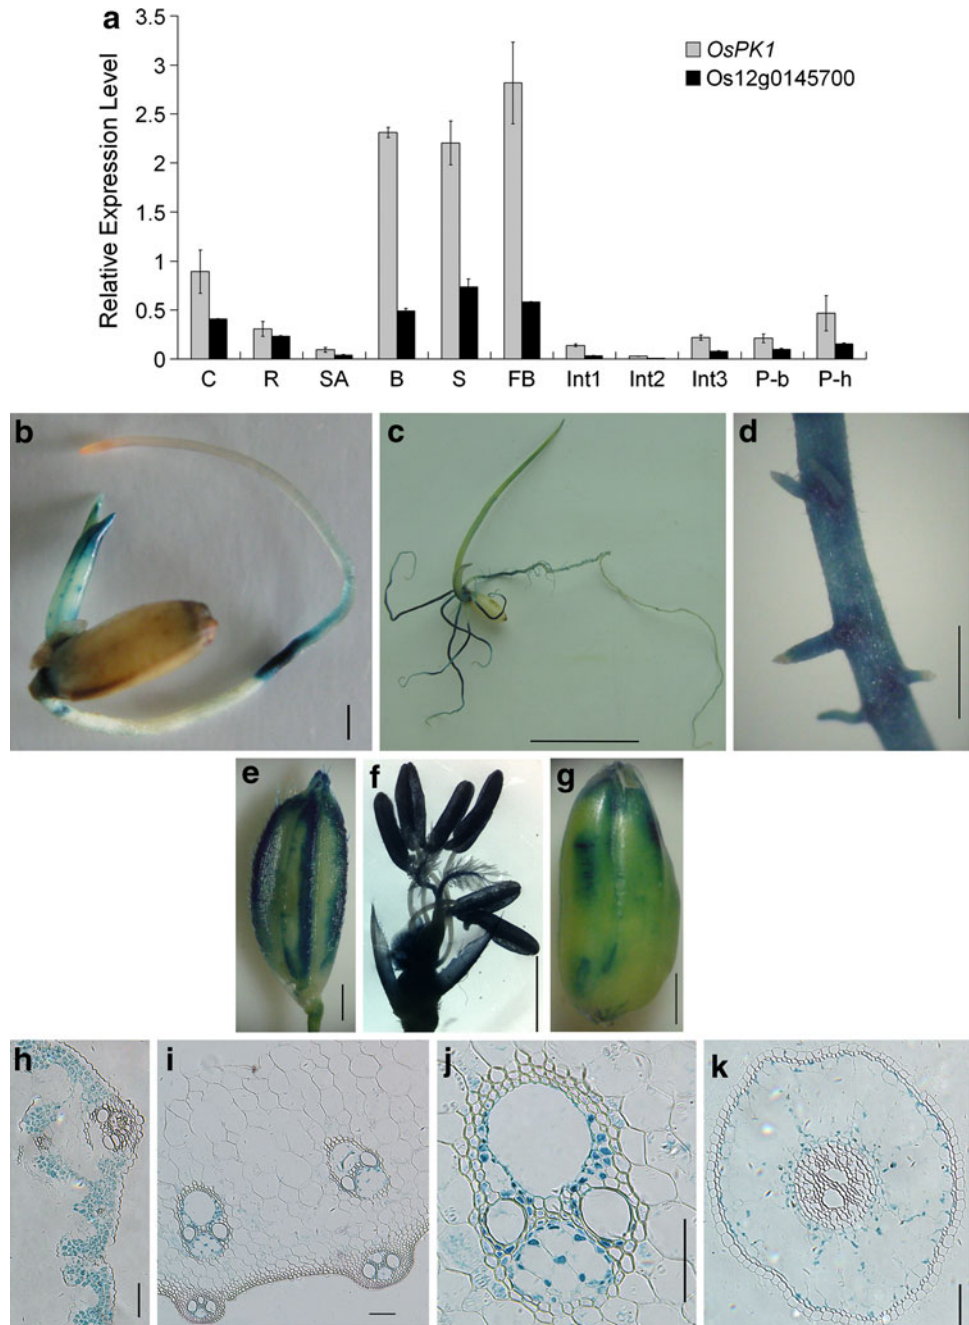 a
3.5
3
2.5
2
1.5
1
0.5
0
Relative Expression Level
OsPK1
Os12g0145700
C R SA B S FB Int1 Int2 Int3 P-b P-h
b
c
d
e
f
g
h
i
j
k